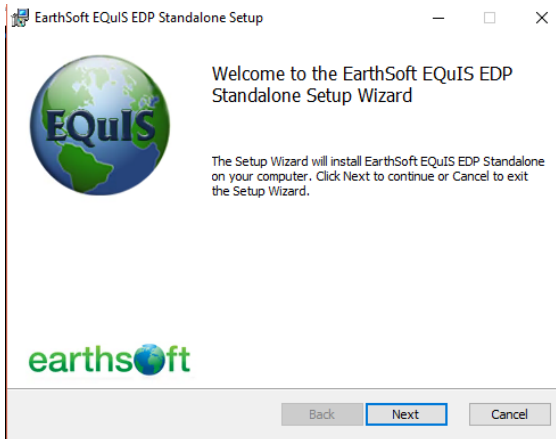 EarthSoft EQuIS EDP Standalone Setup
EQuIS
Welcome to the EarthSoft EQuIS EDP
Standalone Setup Wizard
The Setup Wizard will install EarthSoft EQUIS EDP Standalone
on your computer. Click Next to continue or Cancel to exit
the Setup Wizard.
earthsoft
Back Next Cancel